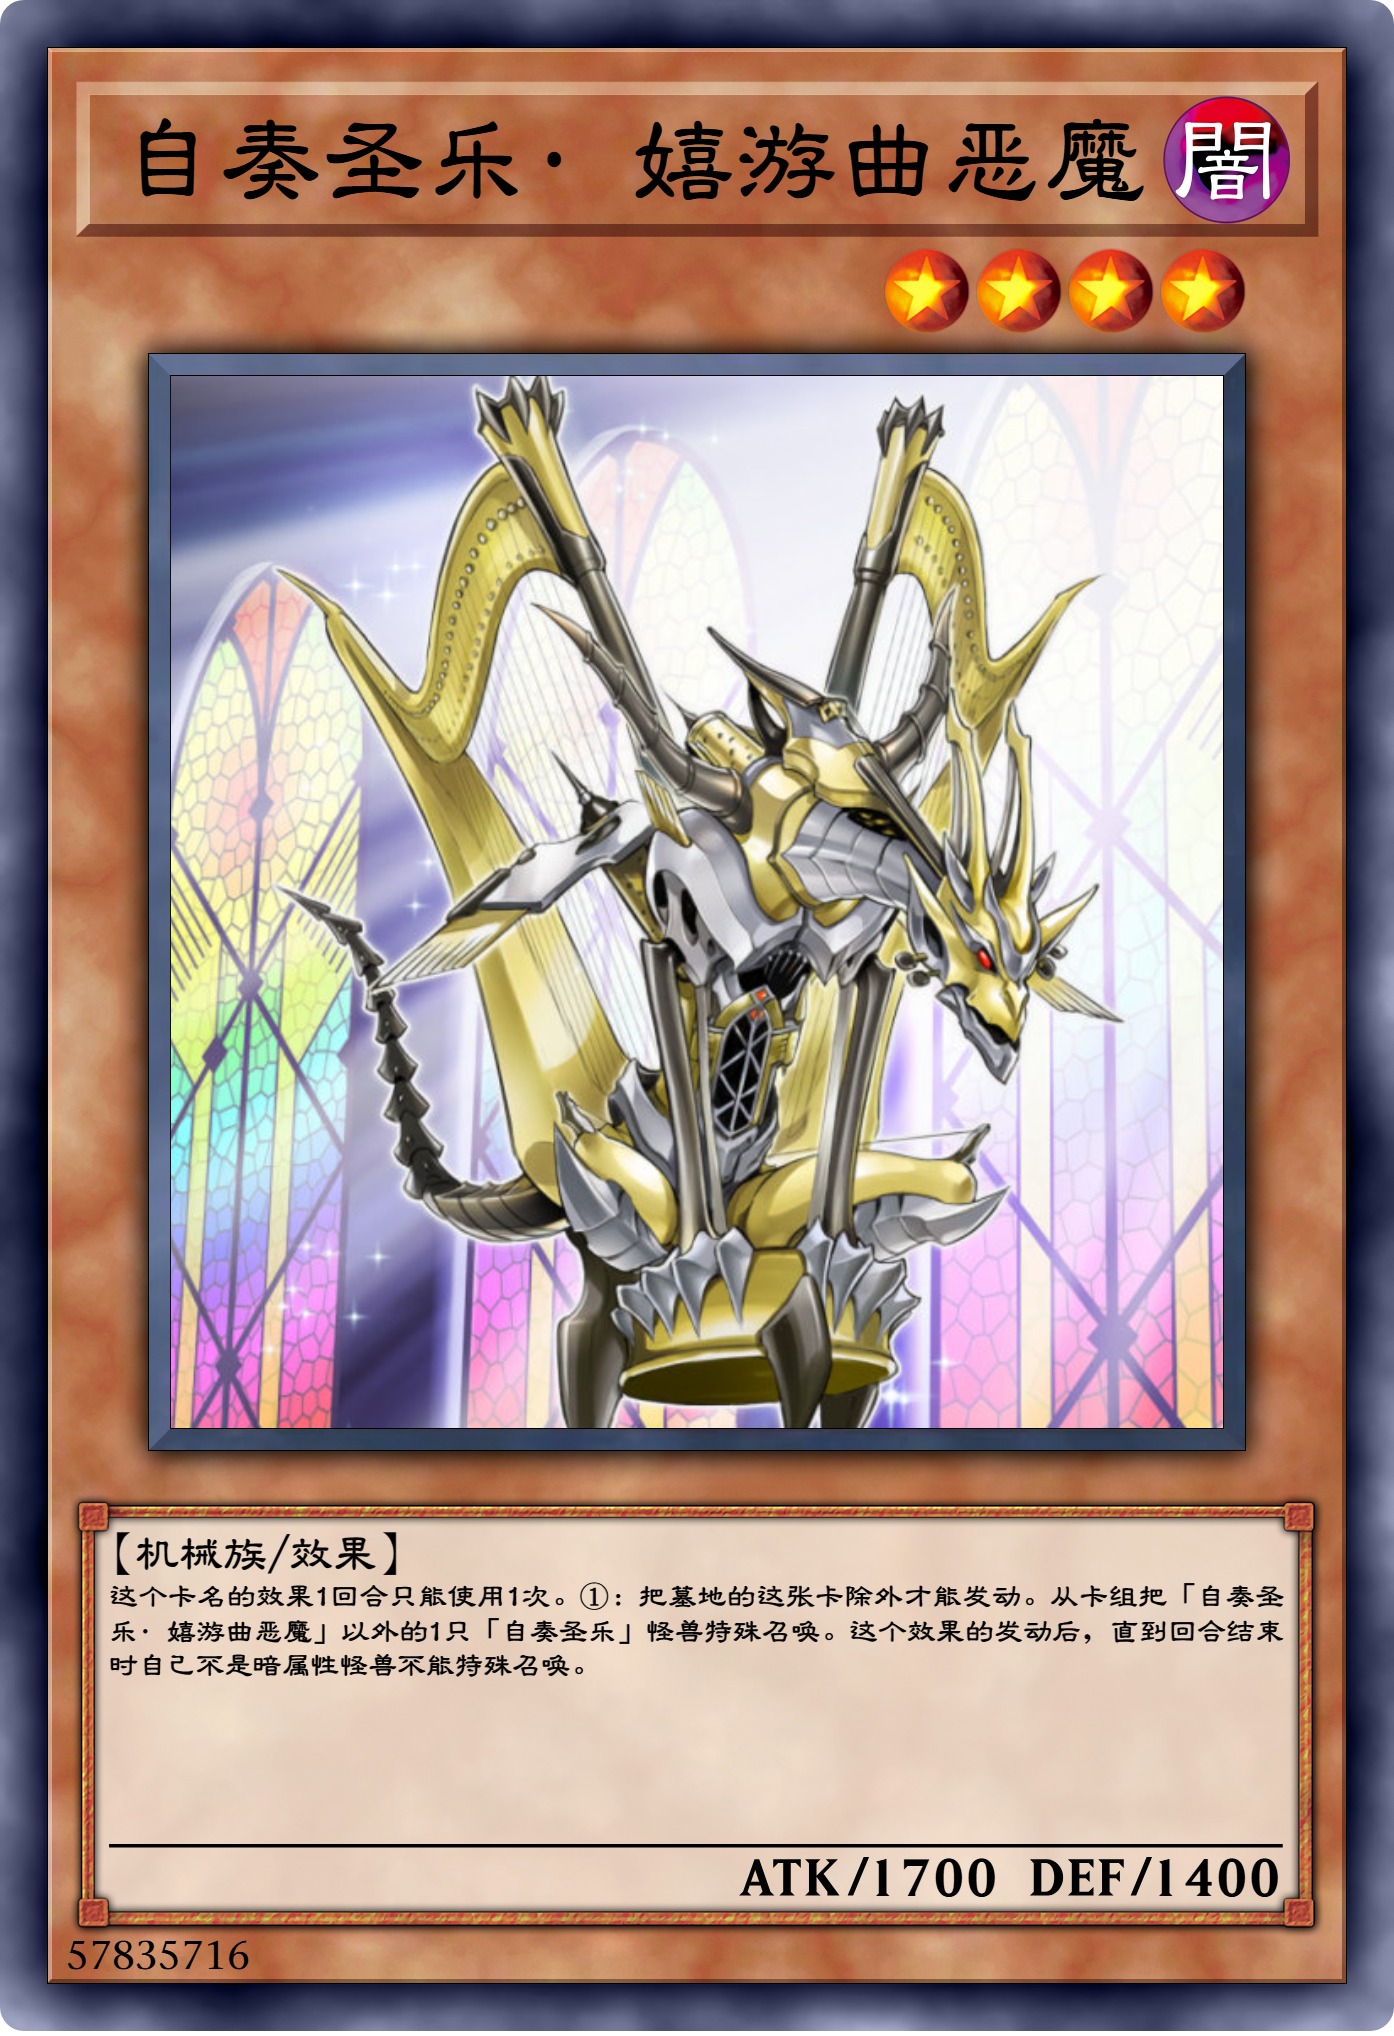 自奏圣乐·嬉游曲恶魔 闇
【机械族/效果】
这个卡名的效果1回合只能使用1次。①：把墓地的这张卡除外才能发动。从卡组把「自奏圣
乐·嬉游曲恶魔」以外的1只「自奏圣乐」怪兽特殊召唤。这个效果的发动后，直到回合结束
时自己不是暗属性怪兽不能特殊召唤。
ATK/1700 DEF/1400
57835716